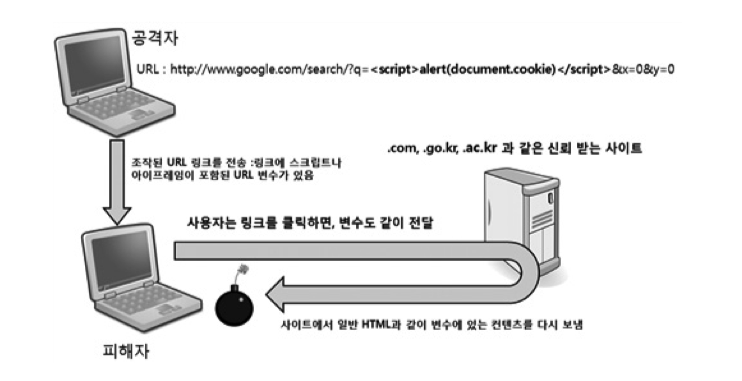 공격자
URL : http://www.google.com/search/?q=<script>alert(document.cookie)</script>&x=0&y=0
조작된 URL 링크를 전송 :링크에 스크립트나
아이프레임이 포함된 URL 변수가 있음
.com, .go.kr, .ac.kr 과 같은 신뢰 받는 사이트
사용자는 링크를 클릭하면, 변수도 같이 전달
사이트에서 일반 HTML과 같이 변수에 있는 컨텐츠를 다시 보냄
피해자